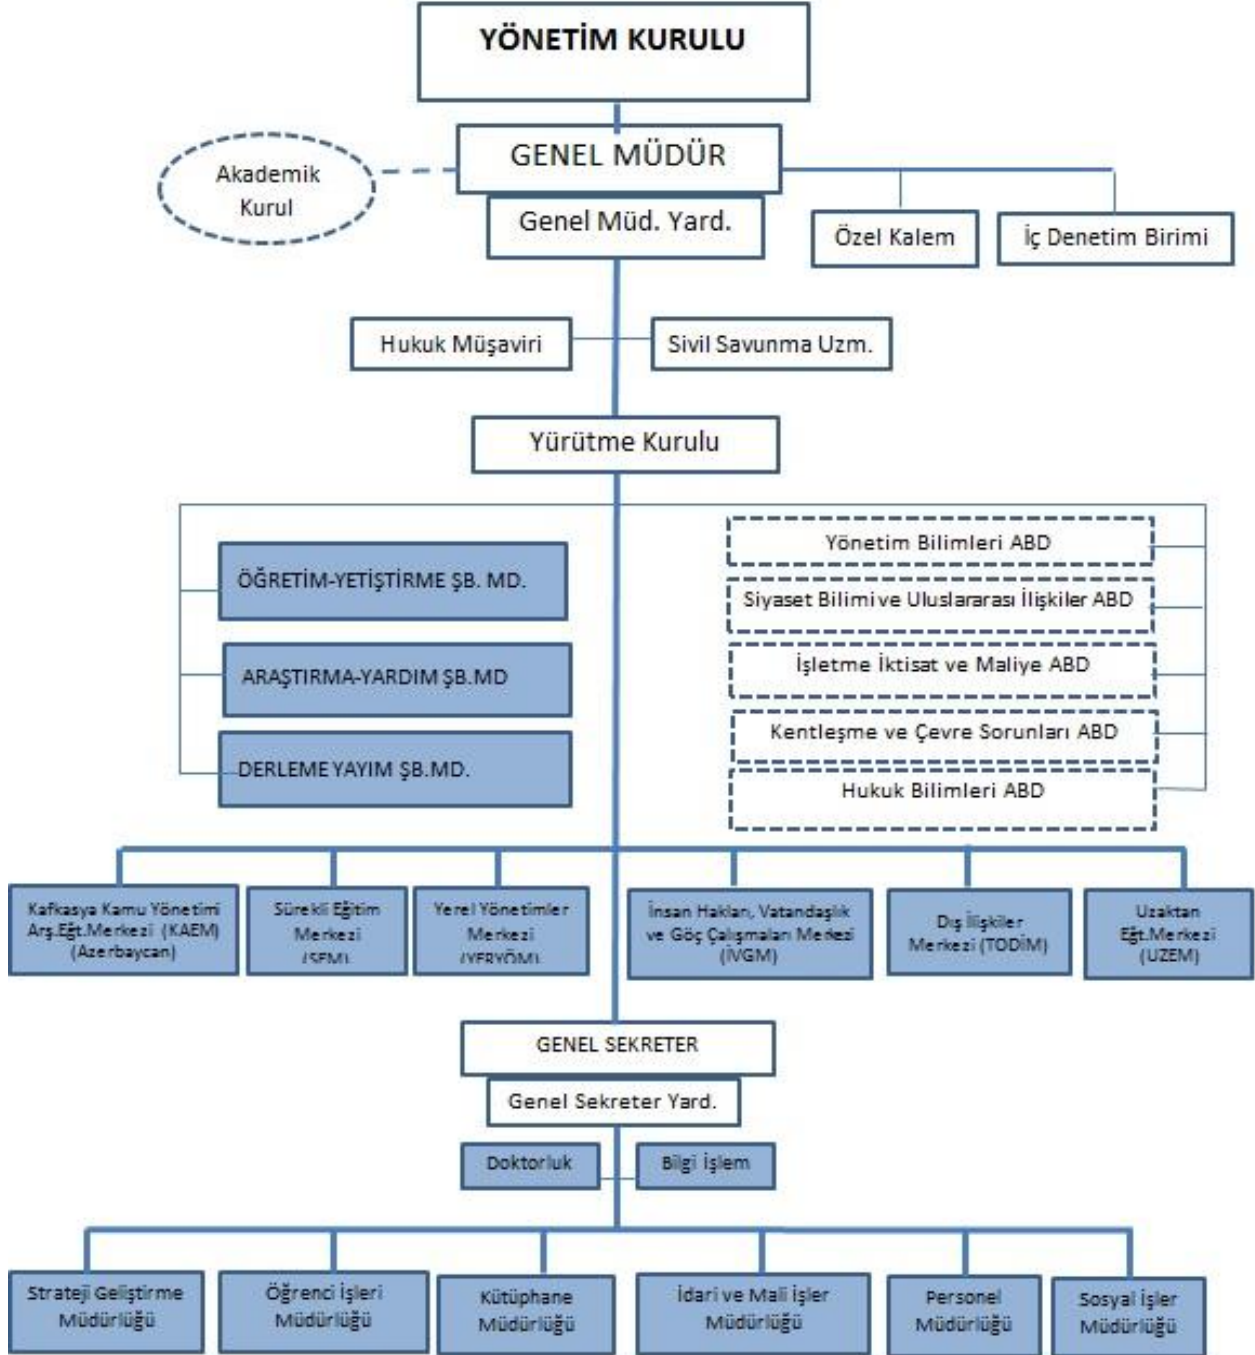 YÖNETİM KURULU
GENEL MÜDÜR
Akademik
Kurul
Genel Müd. Yard.
Özel Kalem
İç Denetim Birimi
Hukuk Müşaviri
Sivil Savunma Uzm.
Yürütme Kurulu
ÖĞRETİM-YETİŞTİRME ŞB. MD.
ARAŞTIRMA-YARDIM ŞB.MD
DERLEME YAYIM ŞB.MD.
Yönetim Bilimleri ABD
Siyaset Bilimi ve Uluslararası İlişkiler ABD
İşletme İktisat ve Maliye ABD
Kentleşme ve Çevre Sorunları ABD
Hukuk Bilimleri ABD
Kafkasya Kamu Yönetimi
Arş.Eğt.Merkezi (KAEM)
(Azerbaycan)
Sürekli Eğitim
Merkezi
(SEM)
Yerel Yönetimler
Merkezi
(YERYÖM)
İnsan Hakları, Vatandaşlık
ve Göç Çalışmaları Merkezi
(İVGM)
Dış İlişkiler
Merkezi (TODİM)
Uzaktan
Eğt.Merkezi
(UZEM)
GENEL SEKRETER
Genel Sekreter Yard.
Doktorluk
Bilgi İşlem
Strateji Geliştirme
Müdürlüğü
Öğrenci İşleri
Müdürlüğü
Kütüphane
Müdürlüğü
İdari ve Mali İşler
Müdürlüğü
Personel
Müdürlüğü
Sosyal İşler
Müdürlüğü